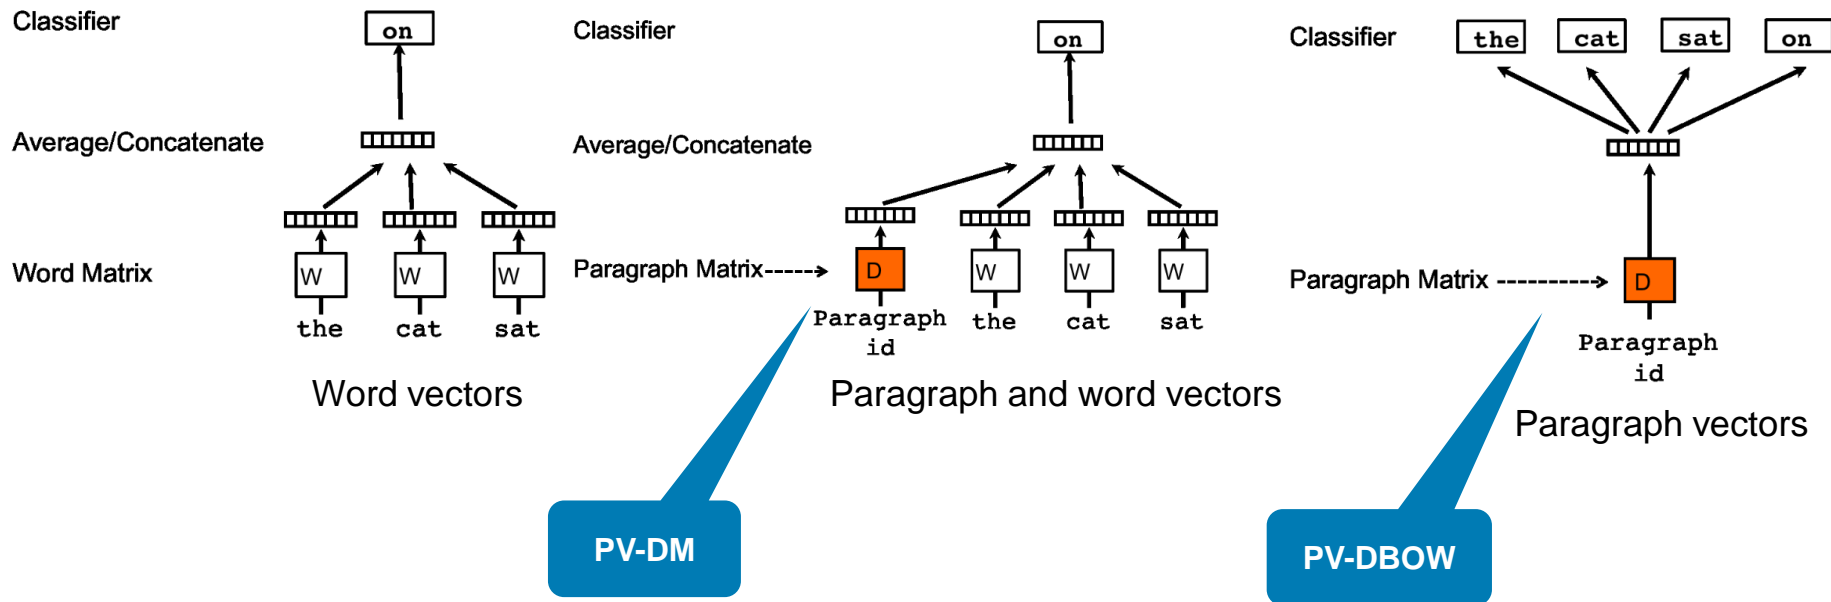 Classifier
on
Average/Concatenate
Word Matrix
W W W
the cat sat
Word vectors
Classifier
on
Average/Concatenate
Paragraph Matrix
D W W W
Paragraph the cat sat
id
Paragraph and word vectors
PV-DM
Classifier
the cat sat on
Paragraph Matrix
D
Paragraph
id
Paragraph vectors
PV-DBOW